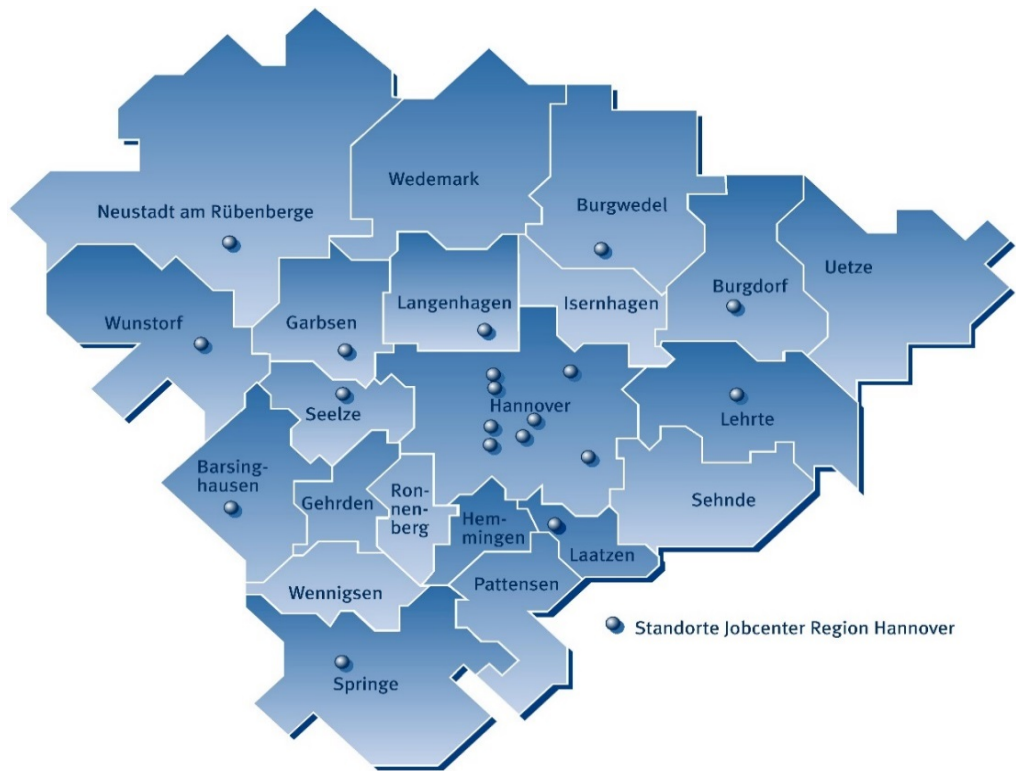 Wedemark
Neustadt am Rübenberge
Burgwedel
Uetze
Burgdorf
Langenhagen
Isernhagen
Wunstorf
Garbsen
Hannover
Seelze
Lehrte
Barsing-
hausen
Gehrden
Ron-
nen-
berg
Sehnde
Hem-
mingen
Laatzen
Pattensen
Wennigsen
Standorte Jobcenter Region Hannover
Springe